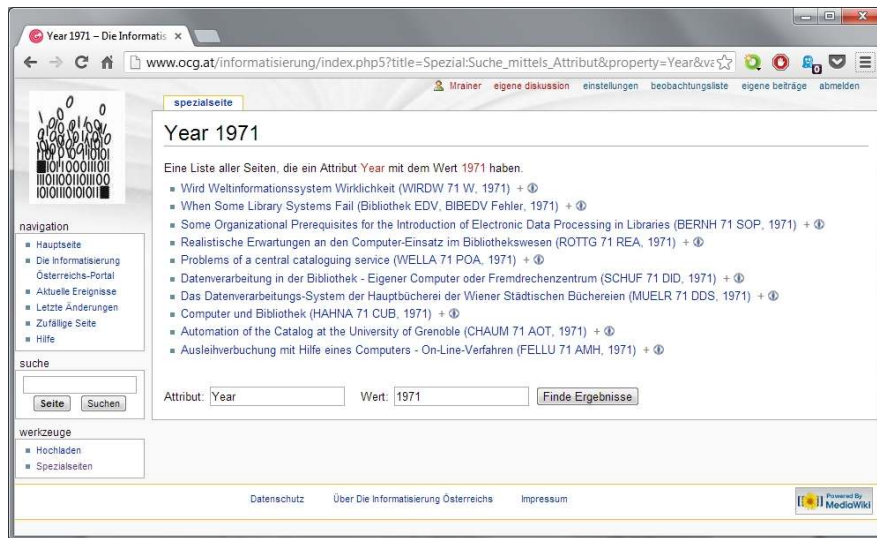 Year 1971 – Die Informatis ×
www.ocg.at/informatisierung/index.php5?title=Spezial:Suche_mittels_Attribut&property=Year&va
Mrainer eigene diskussion einstellungen beobachtungsliste eigene beiträge abmelden
spezialseite
Year 1971
Eine Liste aller Seiten, die ein Attribut Year mit dem Wert 1971 haben.
Wird Weltinformationssystem Wirklichkeit (WIRDW 71 W, 1971) +
When Some Library Systems Fail (Bibliothek EDV, BIBEDV Fehler, 1971) +
Some Organizational Prerequisites for the Introduction of Electronic Data Processing in Libraries (BERNH 71 SOP, 1971) +
Realistische Erwartungen an den Computer-Einsatz im Bibliothekswesen (ROTTG 71 REA, 1971) +
Problems of a central cataloguing service (WELLA 71 POA, 1971) +
Datenverarbeitung in der Bibliothek - Eigener Computer oder Fremdrechenzentrum (SCHUF 71 DID, 1971) +
Das Datenverarbeitungs-System der Hauptbücherei der Wiener Städtischen Büchereien (MUELR 71 DDS, 1971) +
Computer und Bibliothek (HAHNA 71 CUB, 1971) +
Automation of the Catalog at the University of Grenoble (CHAUM 71 AOT, 1971) +
Ausleihverbuchung mit Hilfe eines Computers - On-Line-Verfahren (FELLU 71 AMH, 1971) +
Attribut: Year Wert: 1971 Finde Ergebnisse
navigation
Hauptseite
Die Informatisierung
Österreichs-Portal
Aktuelle Ereignisse
Letzte Änderungen
Zufällige Seite
Hilfe
suche
Seite Suchen
werkzeuge
Hochladen
Spezialseiten
Datenschutz Über Die Informatisierung Österreichs Impressum
Powered By
MediaWiki